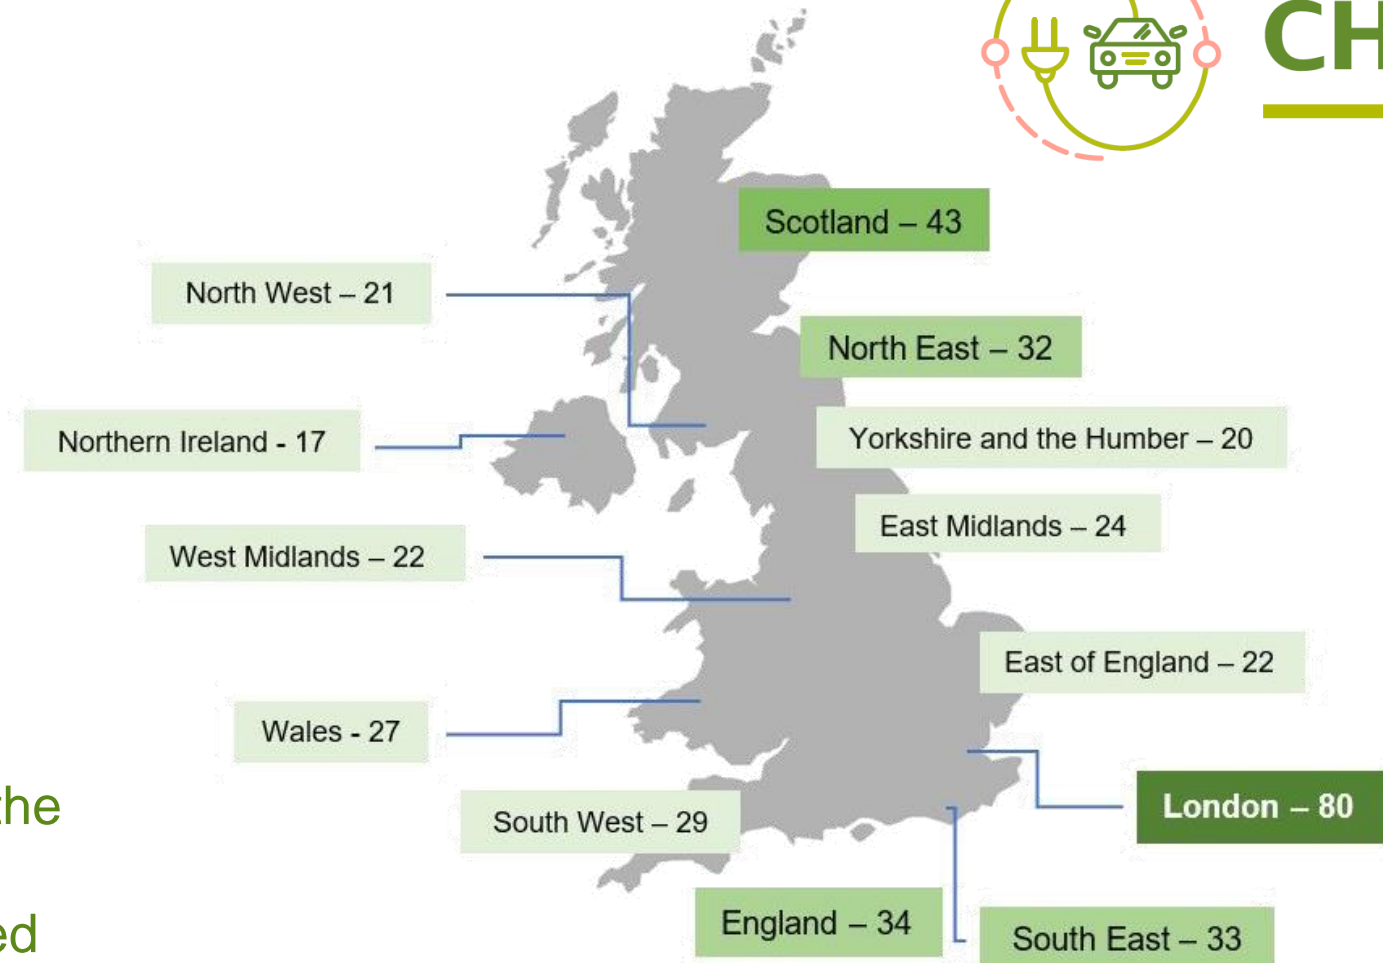 CH
Scotland – 43
North West – 21
North East – 32
Northern Ireland - 17
Yorkshire and the Humber – 20
East Midlands – 24
West Midlands – 22
East of England – 22
Wales - 27
the
London – 80
South West – 29
England – 34
ed
South East – 33